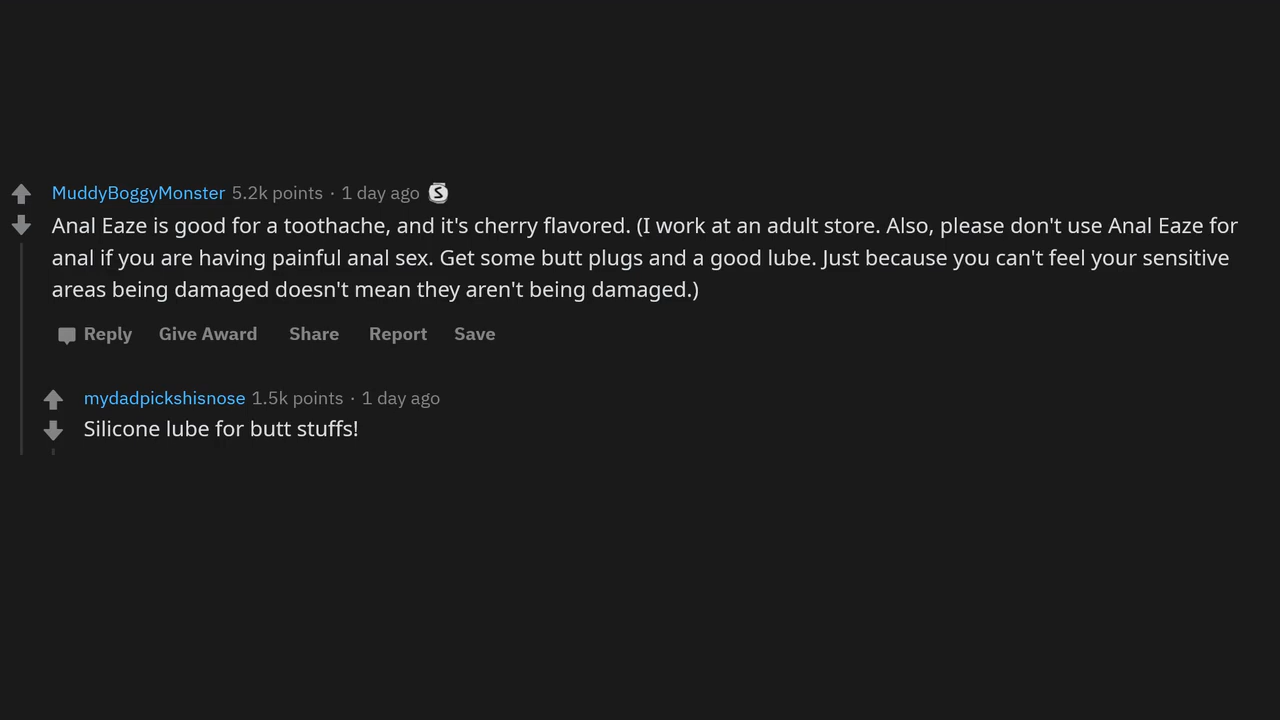 MuddyBoggyMonster 5.2k points · 1 day ago S
Anal Eaze is good for a toothache, and it's cherry flavored. (I work at an adult store. Also, please don't use Anal Eaze for
anal if you are having painful anal sex. Get some butt plugs and a good lube. Just because you can't feel your sensitive
areas being damaged doesn't mean they aren't being damaged.)
Reply Give Award Share Report Save
mydadpickshisnose 1.5k points · 1 day ago
Silicone lube for butt stuffs!